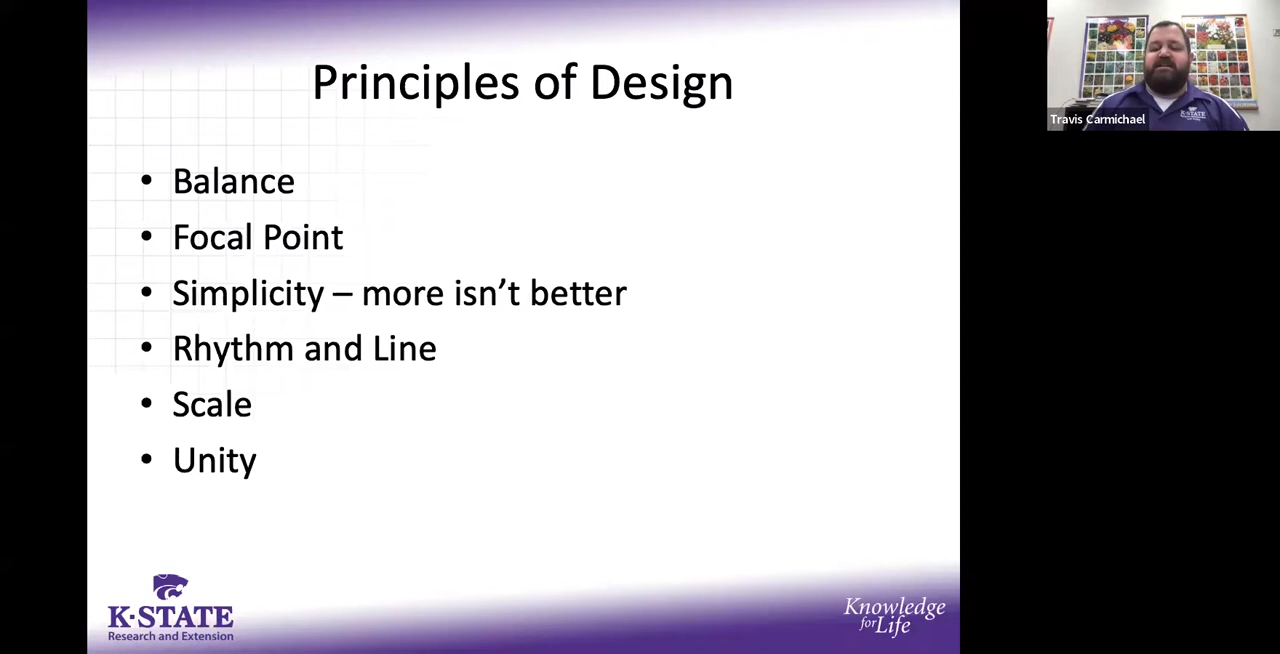 Principles of Design
• Balance
• Focal Point
• Simplicity – more isn’t better
• Rhythm and Line
• Scale
• Unity
K-STATE
Research and Extension
Knowledge
for Life
Travis Carmichael
K-STATE